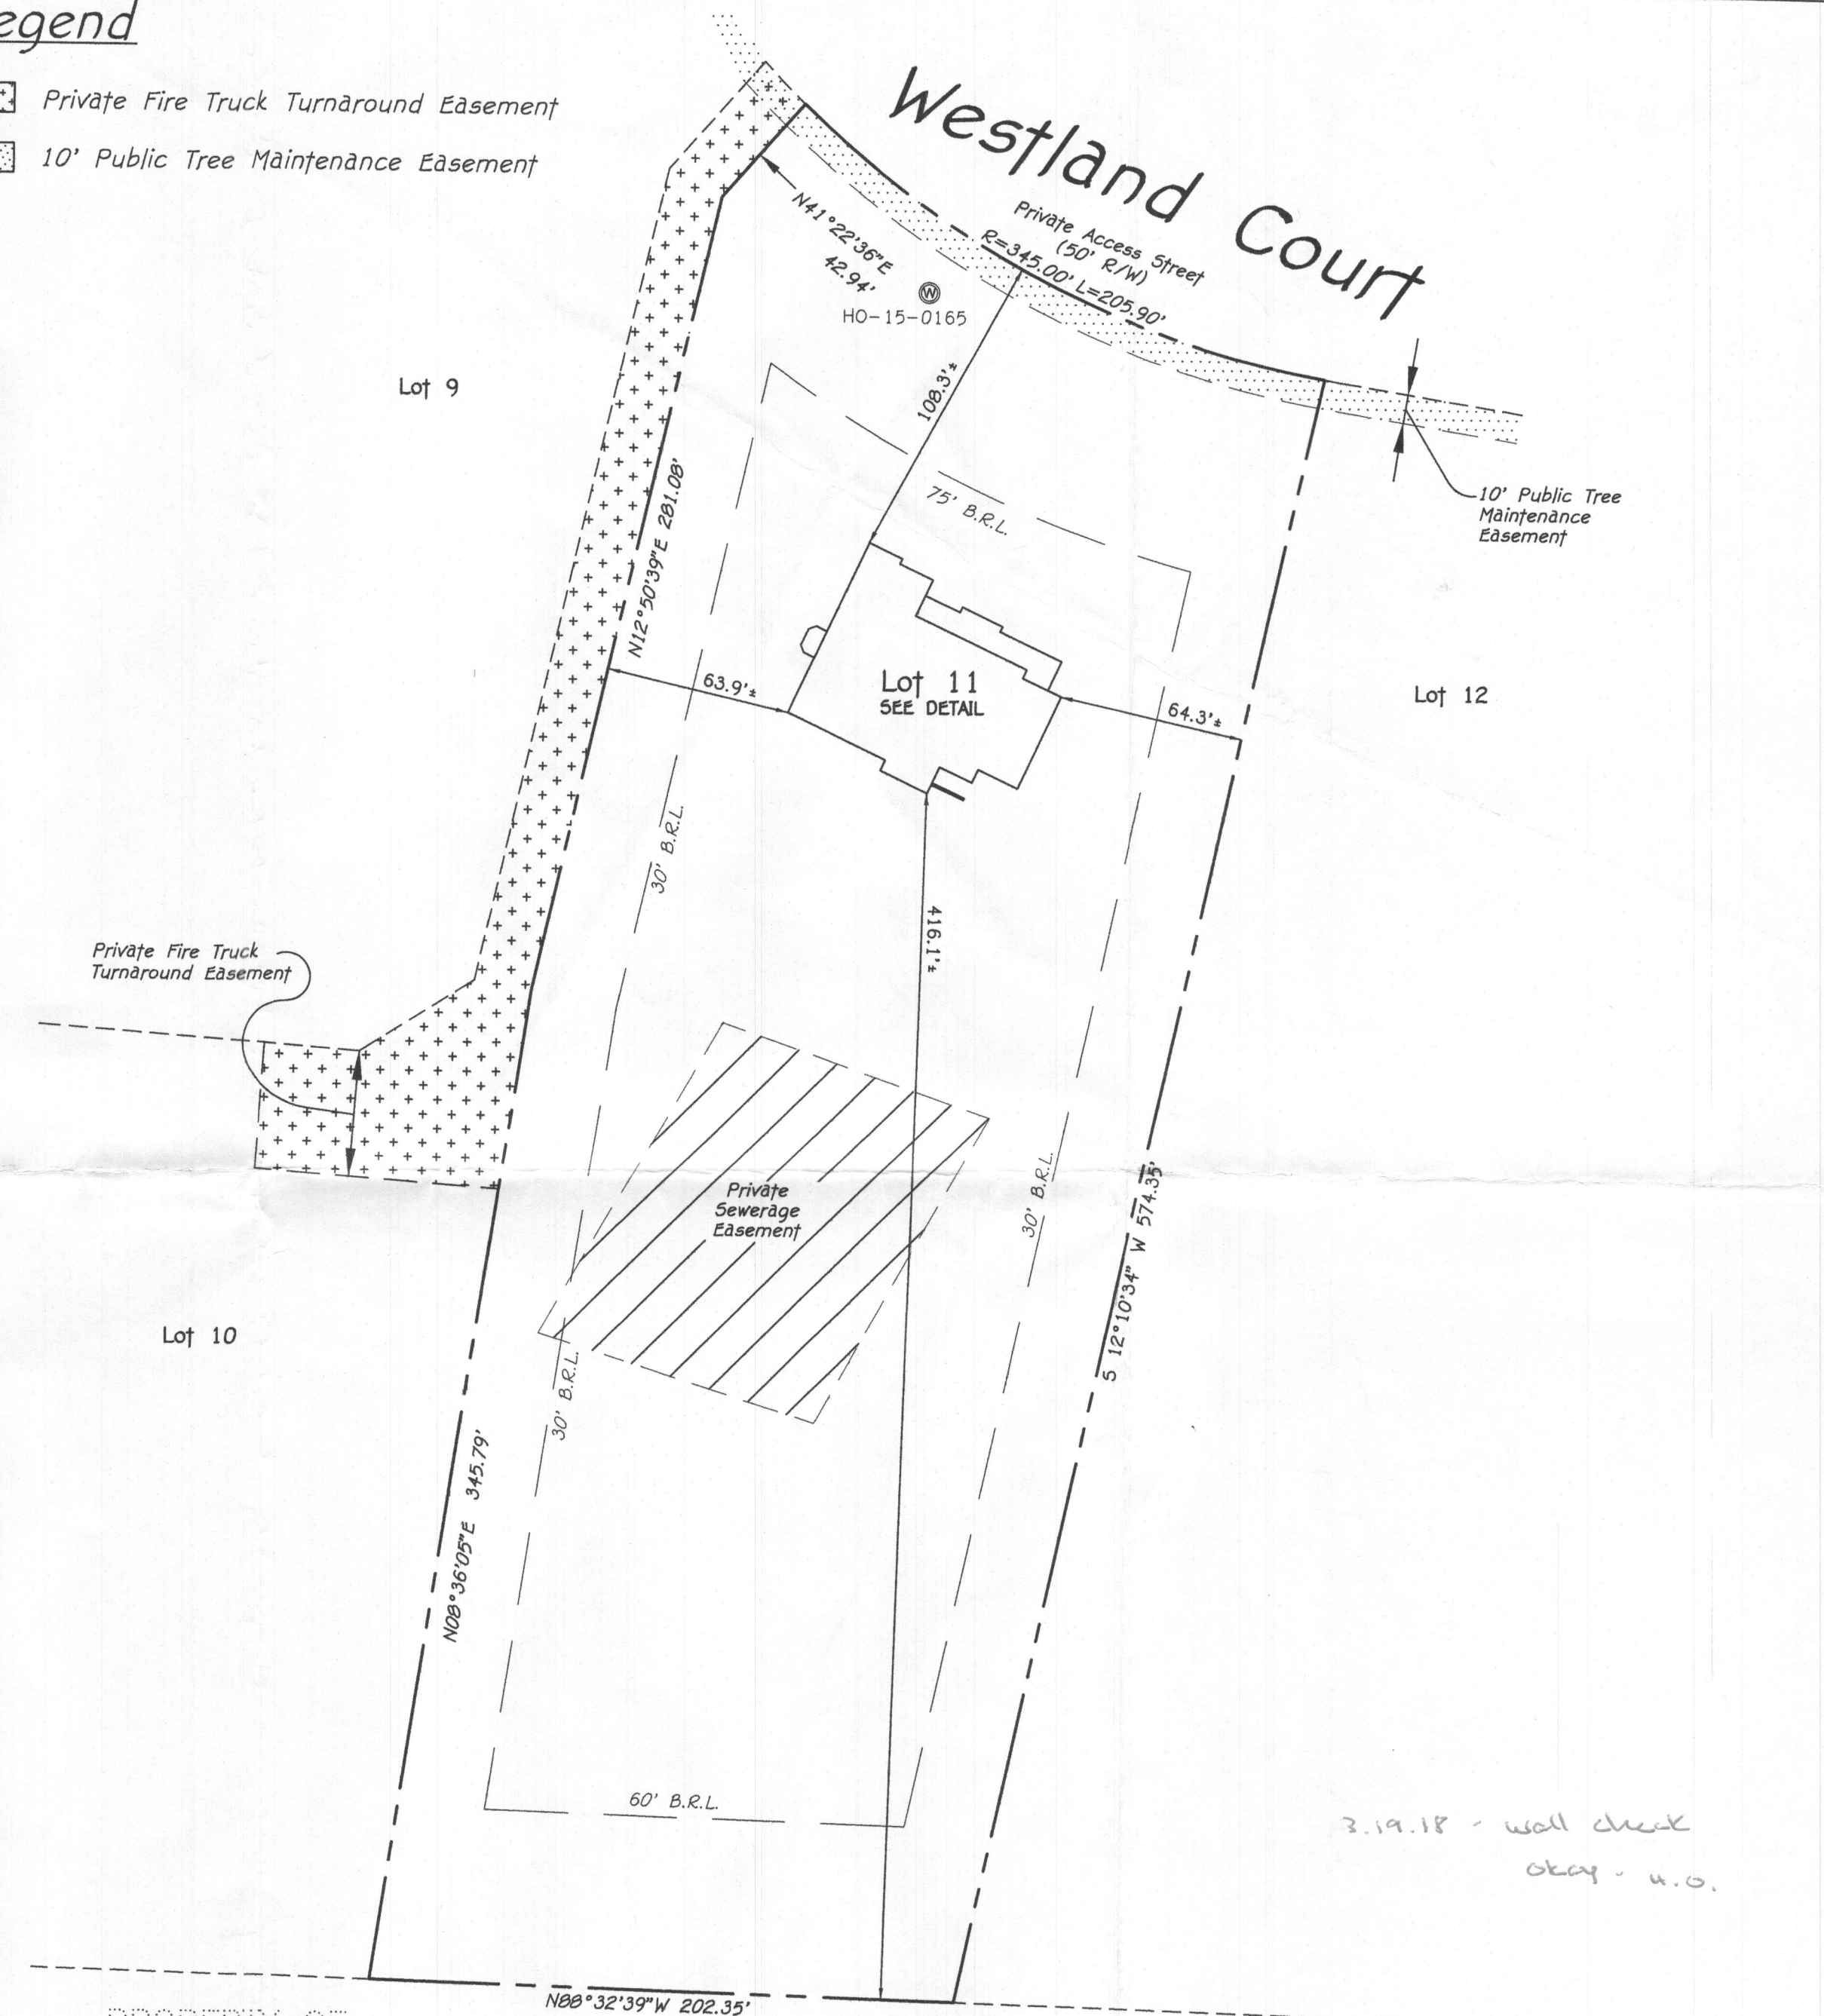 egend
Private Fire Truck Turnaround Easement
10' Public Tree Maintenance Easement
Westland Court
Private Access Street
(50' R/W)
R=345.00' L=205.90'
N41°22'36"E
42.94'
W
HO-15-0165
108.3'±
Lot 9
75' B.R.L.
10' Public Tree
Maintenance
Easement
N12°50'39"E 281.08'
63.9'±
Lot 11
SEE DETAIL
64.3'±
Lot 12
30' B.R.L.
416.1'±
Private Fire Truck
Turnaround Easement
Private
Sewerage
Easement
30' B.R.L.
S 12°10'34" W 574.35'
Lot 10
30' B.R.L.
N08°36'05"E 345.79'
60' B.R.L.
3.19.18 - wall check
okay - H.O.
N88°32'39"W 202.35'
PROPERTY OF